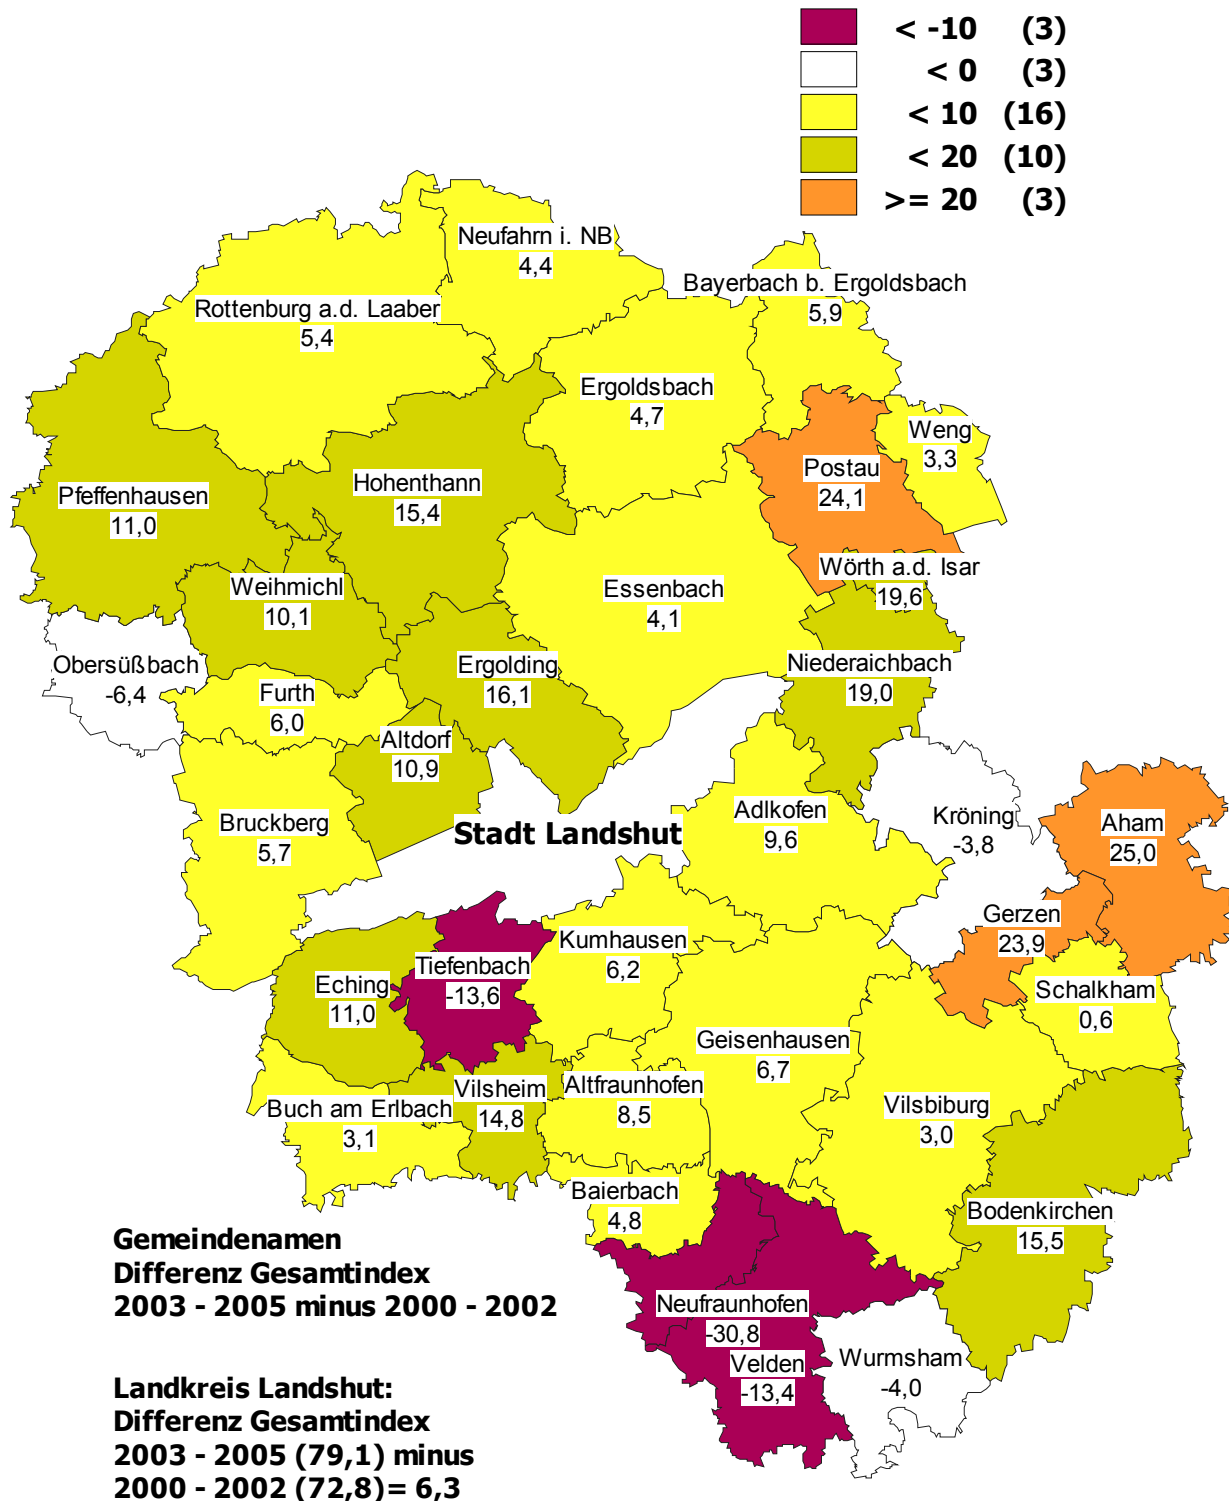 < -10 (3)
< 0 (3)
< 10 (16)
< 20 (10)
>= 20 (3)
Neufahrn i. NB
4,4
Bayerbach b. Ergoldsbach
5,9
Rottenburg a.d. Laaber
5,4
Ergoldsbach
4,7
Weng
3,3
Postau
24,1
Hohenthann
15,4
Pfeffenhausen
11,0
Wörth a.d. Isar
19,6
Weihmichl
10,1
Essenbach
4,1
Obersüßbach
-6,4
Ergolding
16,1
Niederaichbach
19,0
Furth
6,0
Altdorf
10,9
Bruckberg
5,7
Stadt Landshut
Adlkofen
9,6
Kröning
-3,8
Aham
25,0
Gerzen
23,9
Kumhausen
6,2
Tiefenbach
-13,6
Eching
11,0
Schalkham
0,6
Geisenhausen
6,7
Vilsheim
14,8
Altfraunhofen
8,5
Buch am Erlbach
3,1
Vilsbiburg
3,0
Baierbach
4,8
Bodenkirchen
15,5
Neufraunhofen
-30,8
Velden
-13,4
Wurmsham
-4,0
Gemeindenamen
Differenz Gesamtindex
2003 - 2005 minus 2000 - 2002
Landkreis Landshut:
Differenz Gesamtindex
2003 - 2005 (79,1) minus
2000 - 2002 (72,8)= 6,3